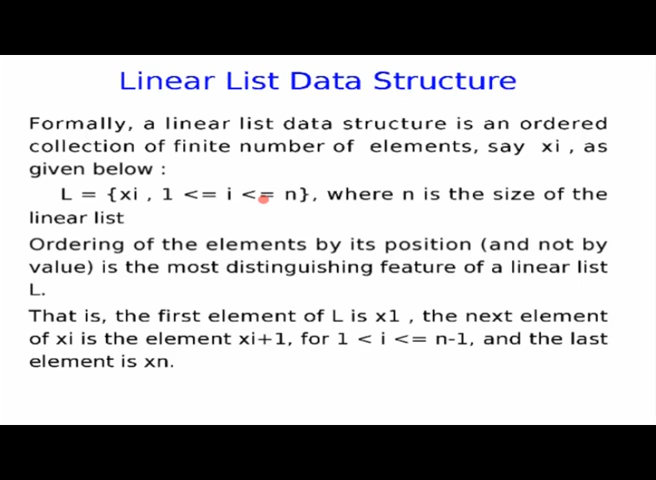 Linear List Data Structure
Formally, a linear list data structure is an ordered
collection of finite number of elements, say xi , as
given below :
L = {xi , 1 <= i <= n}, where n is the size of the
linear list
Ordering of the elements by its position (and not by
value) is the most distinguishing feature of a linear list
L.
That is, the first element of L is x1 , the next element
of xi is the element xi+1, for 1 < i <= n-1, and the last
element is xn.